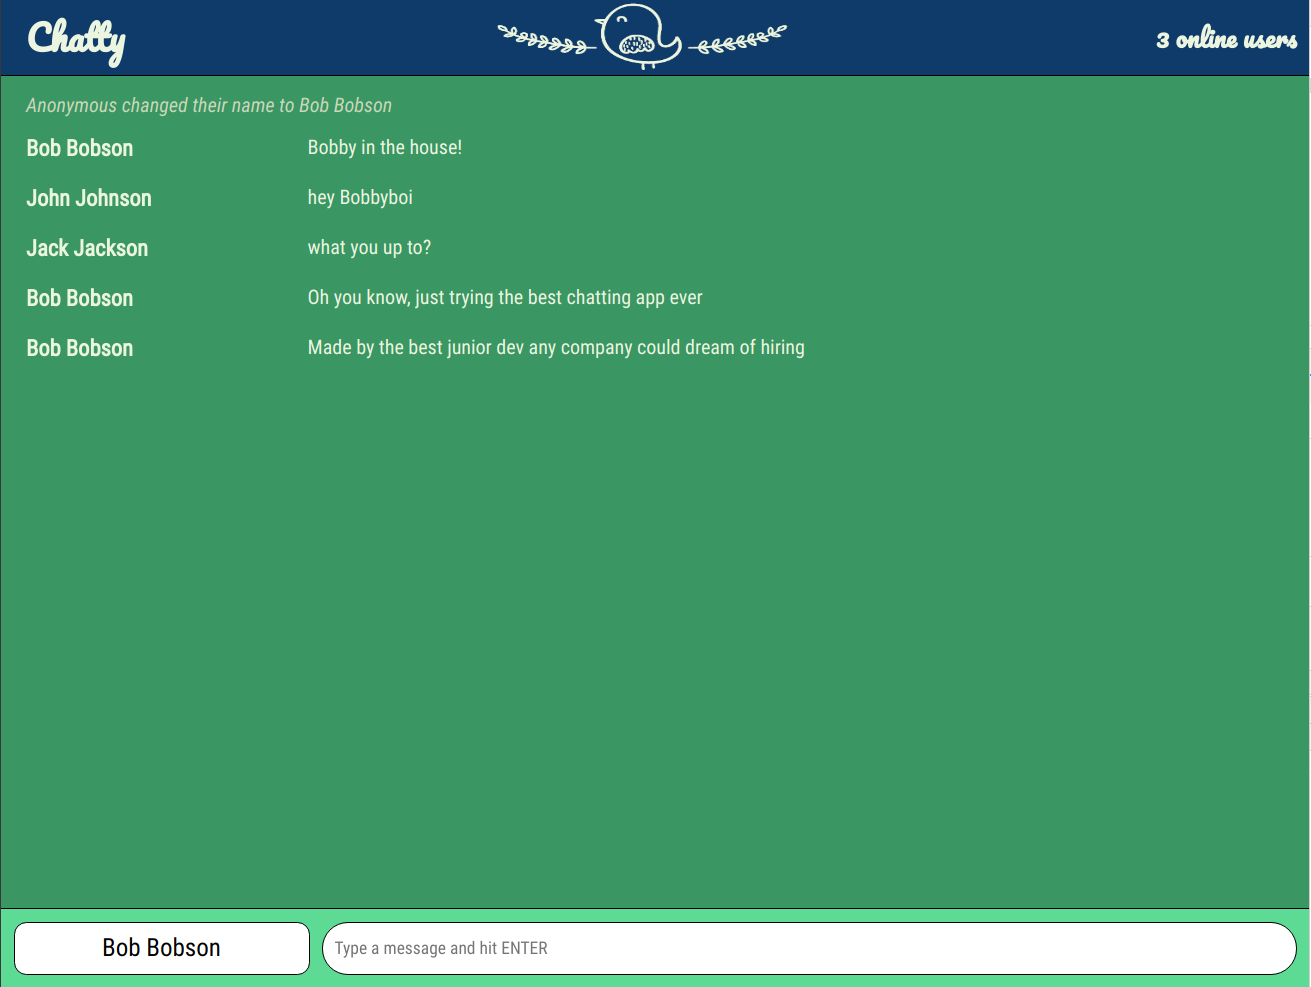 Chatty
3 online users
Anonymous changed their name to Bob Bobson
Bob Bobson Bobby in the house!
John Johnson hey Bobbyboi
Jack Jackson what you up to?
Bob Bobson Oh you know, just trying the best chatting app ever
Bob Bobson Made by the best junior dev any company could dream of hiring
Bob Bobson Type a message and hit ENTER